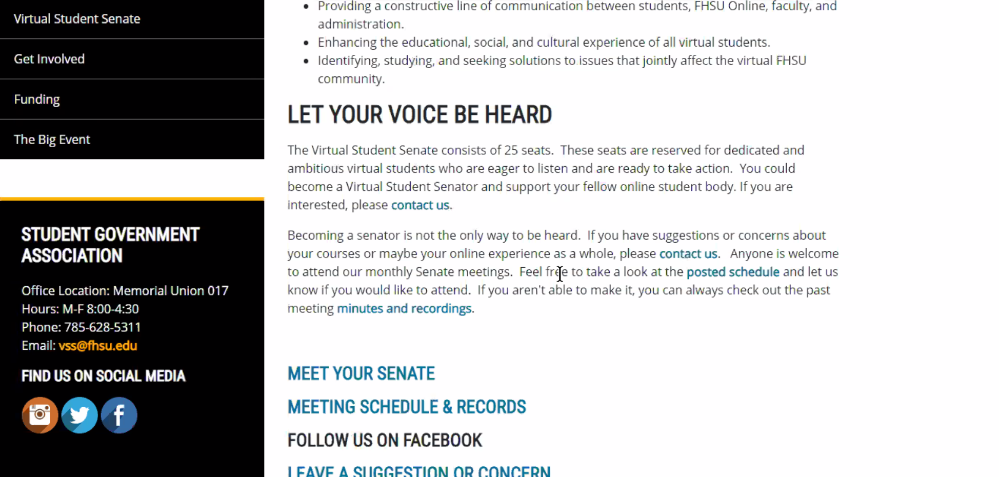 Virtual Student Senate
Get Involved
Funding
The Big Event
STUDENT GOVERNMENT
ASSOCIATION
Office Location: Memorial Union 017
Hours: M-F 8:00-4:30
Phone: 785-628-5311
Email: vss@fhsu.edu
FIND US ON SOCIAL MEDIA
Providing a constructive line of communication between students, FHSU Online, faculty, and
administration.
Enhancing the educational, social, and cultural experience of all virtual students.
Identifying, studying, and seeking solutions to issues that jointly affect the virtual FHSU
community.
LET YOUR VOICE BE HEARD
The Virtual Student Senate consists of 25 seats.  These seats are reserved for dedicated and
ambitious virtual students who are eager to listen and are ready to take action.  You could
become a Virtual Student Senator and support your fellow online student body. If you are
interested, please contact us.
Becoming a senator is not the only way to be heard.  If you have suggestions or concerns about
your courses or maybe your online experience as a whole, please contact us.   Anyone is welcome
to attend our monthly Senate meetings.  Feel free to take a look at the posted schedule and let us
know if you would like to attend.  If you aren't able to make it, you can always check out the past
meeting minutes and recordings.
MEET YOUR SENATE
MEETING SCHEDULE & RECORDS
FOLLOW US ON FACEBOOK
LEAVE A SUGGESTION OR CONCERN